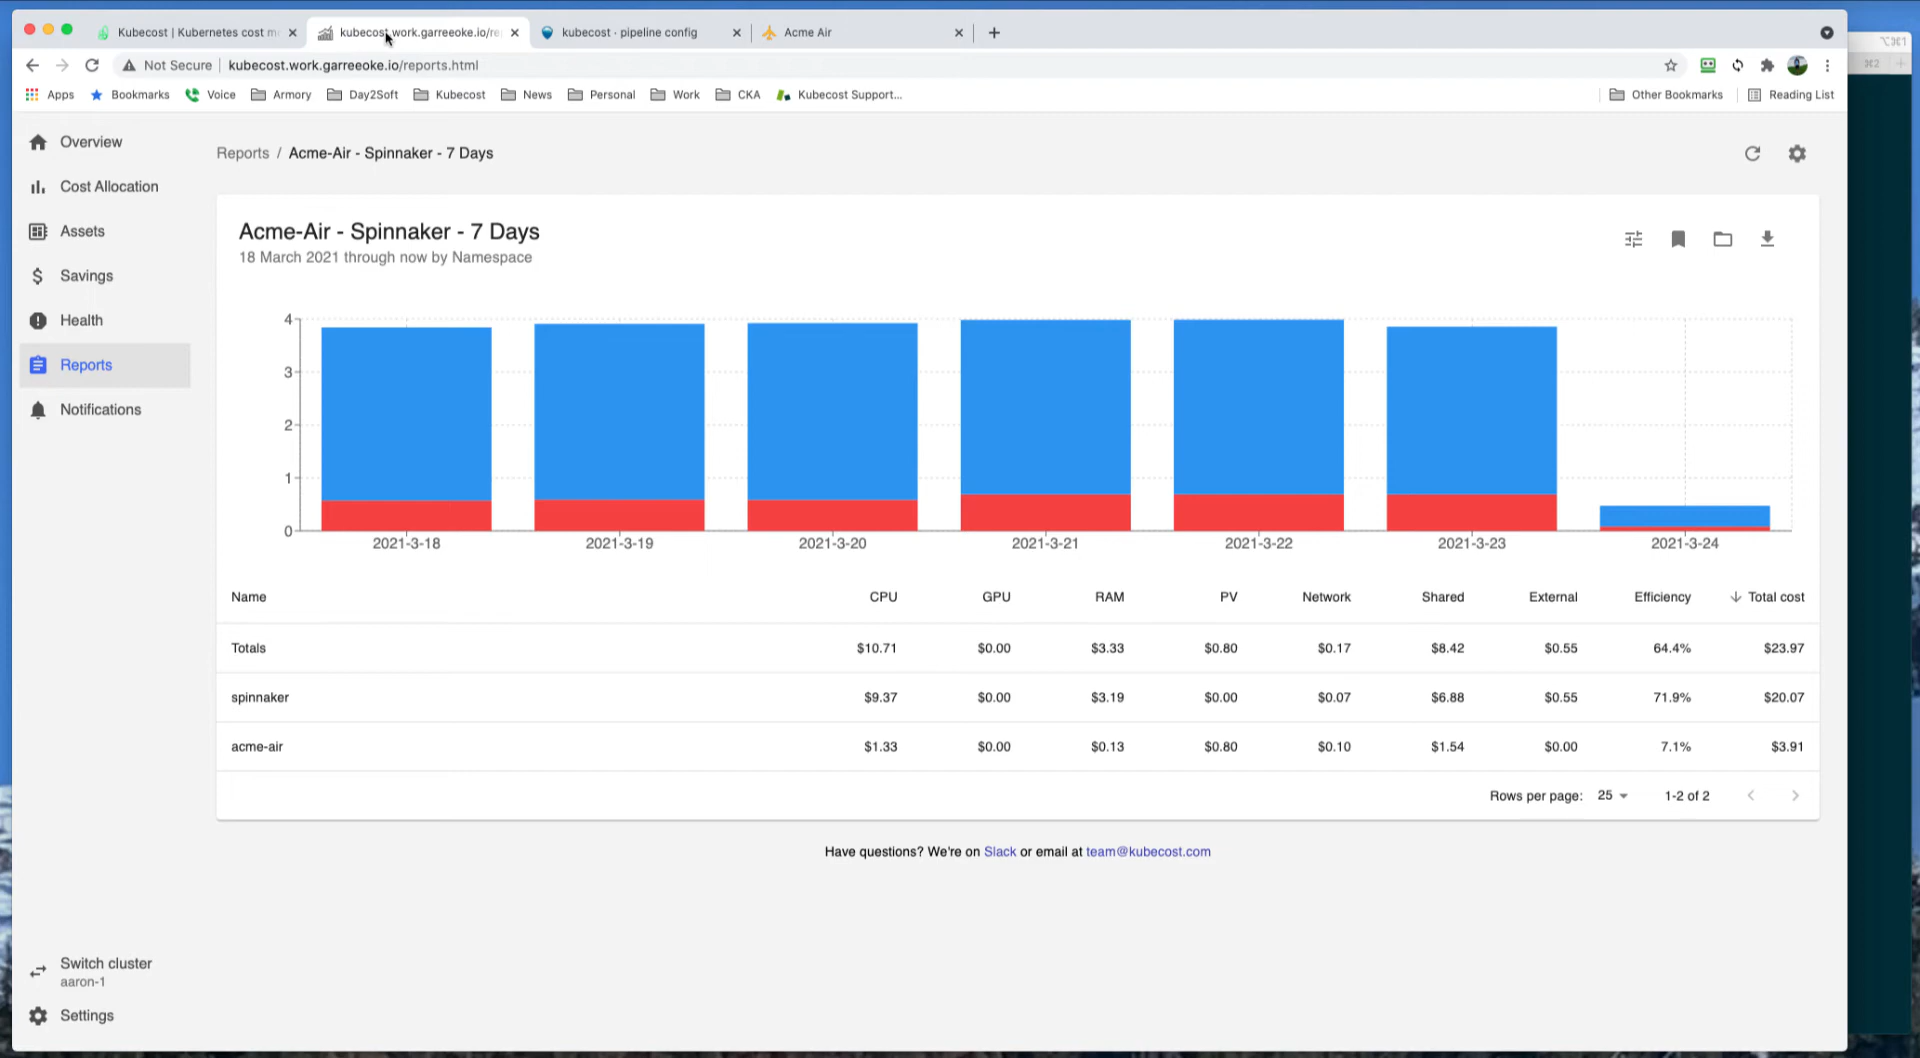 Kubecost | Kubernetes cost m
kubecost.work.garreeoke.io/re
kubecost · pipeline config
Acme Air
⌥⌘1
Not Secure
kubecost.work.garreeoke.io/reports.html
⌘2
Apps
Bookmarks
Voice
Armory
Day2Soft
Kubecost
News
Personal
Work
CKA
Kubecost Support...
Other Bookmarks
Reading List
Overview
Cost Allocation
Assets
Savings
Health
Reports
Notifications
Reports / Acme-Air - Spinnaker - 7 Days
Acme-Air - Spinnaker - 7 Days
18 March 2021 through now by Namespace
4
3
2
1
0
2021-3-18 2021-3-19 2021-3-20 2021-3-21 2021-3-22 2021-3-23 2021-3-24
Name CPU GPU RAM PV Network Shared External Efficiency Total cost
Totals $10.71 $0.00 $3.33 $0.80 $0.17 $8.42 $0.55 64.4% $23.97
spinnaker $9.37 $0.00 $3.19 $0.00 $0.07 $6.88 $0.55 71.9% $20.07
acme-air $1.33 $0.00 $0.13 $0.80 $0.10 $1.54 $0.00 7.1% $3.91
Rows per page: 25 1-2 of 2
Have questions? We're on Slack or email at team@kubecost.com
Switch cluster
aaron-1
Settings